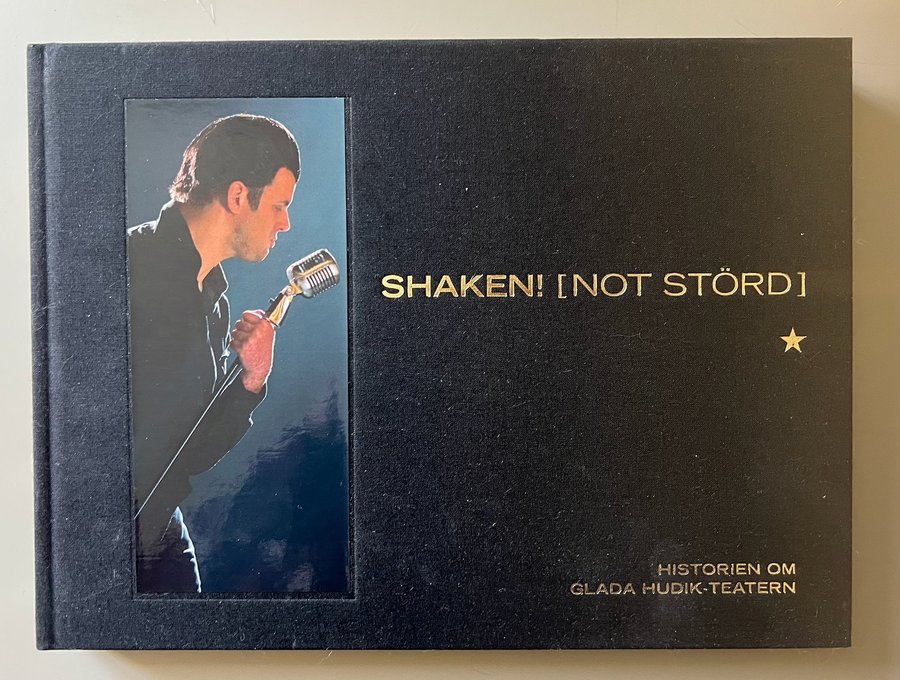 SHAKEN! [NOT STÖRD]
HISTORIEN OM
GLADA HUDIK-TEATERN